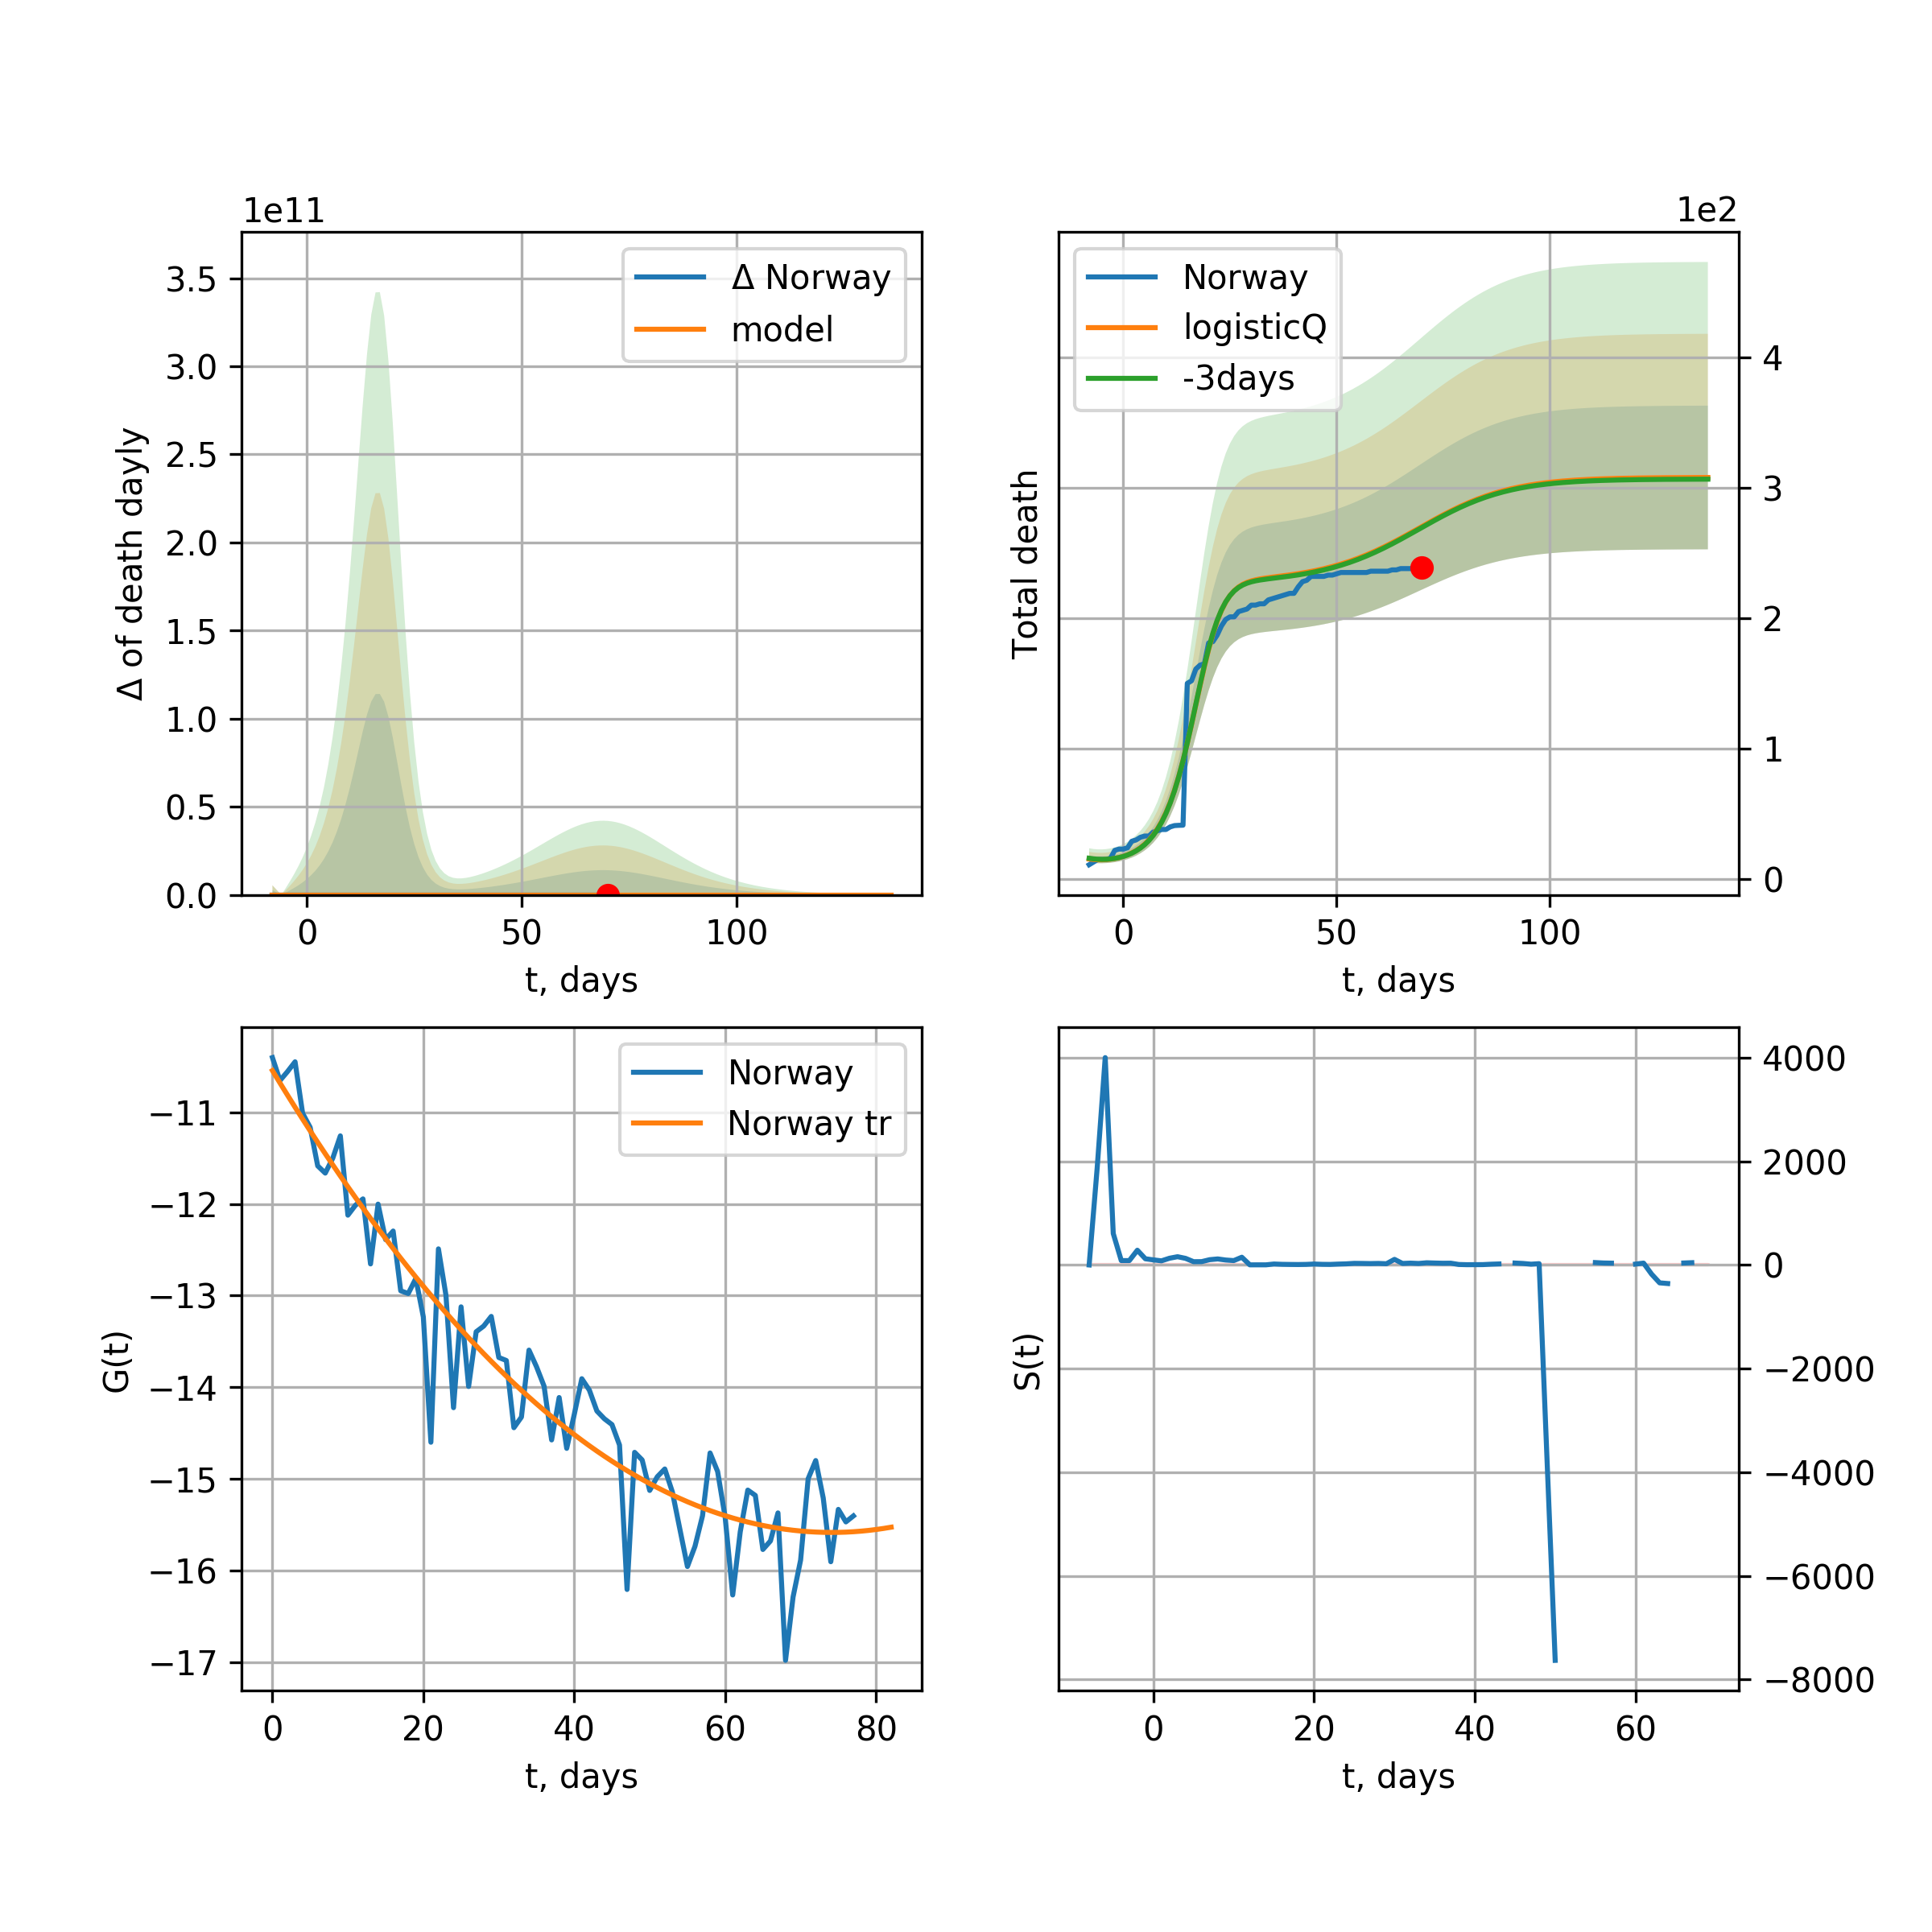 1e11
Δ of death dayly
3.5
3.0
2.5
2.0
1.5
1.0
0.5
0.0
Δ Norway
model
0 50 100
t, days
1e2
Total death
Norway
logisticQ
-3days
4
3
2
1
0
0 50 100
t, days
G(t)
−11
−12
−13
−14
−15
−16
−17
Norway
Norway tr
0 20 40 60 80
t, days
S(t)
4000
2000
0
−2000
−4000
−6000
−8000
0 20 40 60
t, days